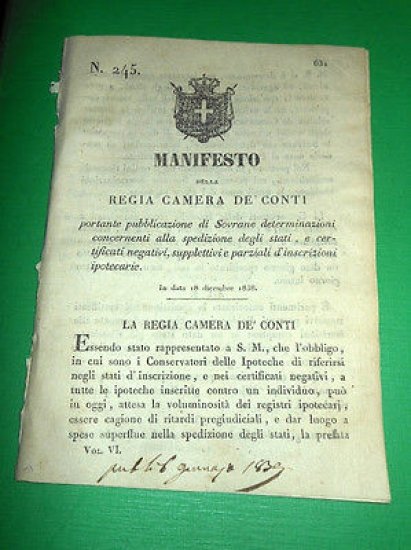 N. 245.
MANIFESTO
DELLA
REGIA CAMERA DE' CONTI
portante pubblicazione di Sovrane determinazioni
concernenti alla spedizione degli stati, e cer-
tificati negativi, supplettivi e parziali d'inscrizioni
ipotecarie.
in data 18 dicembre 1838.
LA REGIA CAMERA DE' CONTI
Essendo stato rappresentato a S. M., che l'obbligo,
in cui sono i Conservatori delle Ipoteche di riferirsi
negli stati d'inscrizione, e nei certificati negativi, a
tutte le ipoteche inscritte contro un individuo, può
in oggi, attesa la voluminosità dei registri ipotecarj,
essere cagione di ritardi pregiudiciali, e dar luogo a
spese superflue nella spedizione degli stati, la prefata
VOL. VI.
gennajo 1839